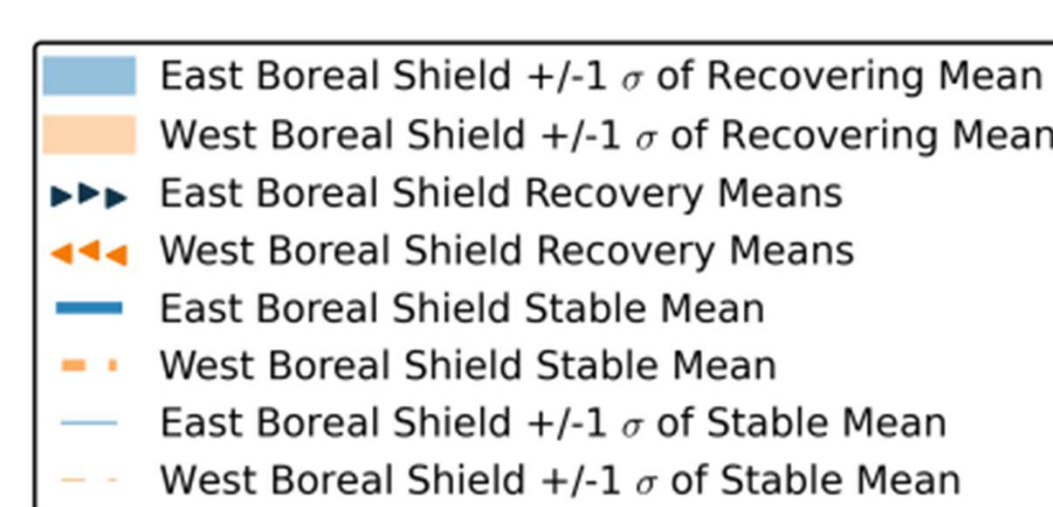 East Boreal Shield +/-1 σ of Recovering Mean
West Boreal Shield +/-1 σ of Recovering Mean
East Boreal Shield Recovery Means
West Boreal Shield Recovery Means
East Boreal Shield Stable Mean
West Boreal Shield Stable Mean
East Boreal Shield +/-1 σ of Stable Mean
West Boreal Shield +/-1 σ of Stable Mean